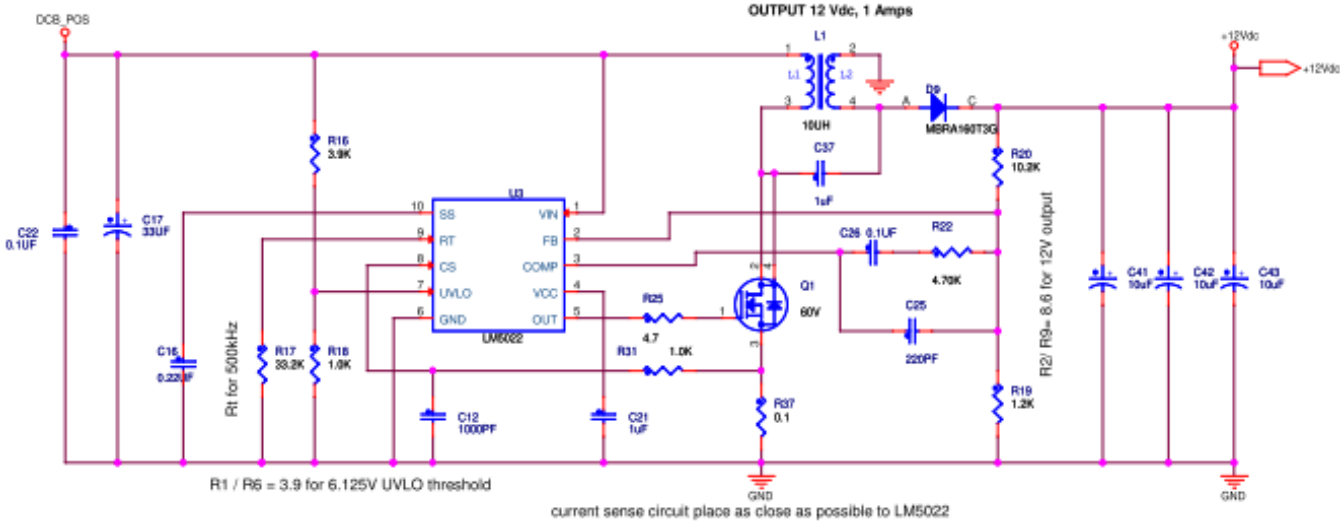 OUTPUT 12 Vdc, 1 Amps
DCB_POS
+12Vdc
+12Vdc
L1
1
2
L1
L2
3
4
10UH
D9
A
C
MBRA160T3G
R16
3.9K
C37
1uF
R20
10.2K
U3
10
SS
VIN
1
9
RT
FB
2
8
CS
COMP
3
7
UVLO
VCC
4
6
GND
OUT
5
LM5022
C22
0.1UF
C17
33UF
C26 0.1UF
R22
4.70K
C25
220PF
R2/ R9= 8.6 for 12V output
C41
10uF
C42
10uF
C43
10uF
2
4
Q1
60V
1
3
R25
4.7
R31
1.0K
C16
0.22UF
Rt for 500kHz
R17
33.2K
R18
1.0K
C12
1000PF
C21
1uF
R37
0.1
R19
1.2K
R1 / R6 = 3.9 for 6.125V UVLO threshold
GND
GND
current sense circuit place as close as possible to LM5022